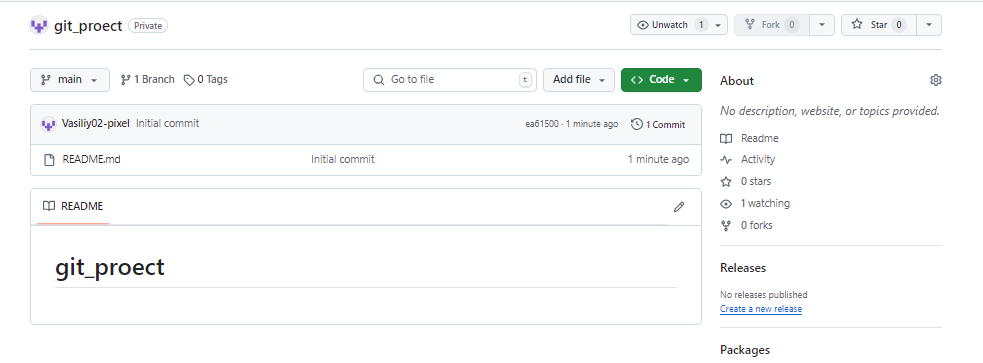 git_proect Private Unwatch 1 Fork 0 Star 0
main 1 Branch 0 Tags Go to file t Add file Code
Vasiliy02-pixel Initial commit ea61500 · 1 minute ago 1 Commit
README.md Initial commit 1 minute ago
README
git_proect
About
No description, website, or topics provided.
Readme
Activity
0 stars
1 watching
0 forks
Releases
No releases published
Create a new release
Packages